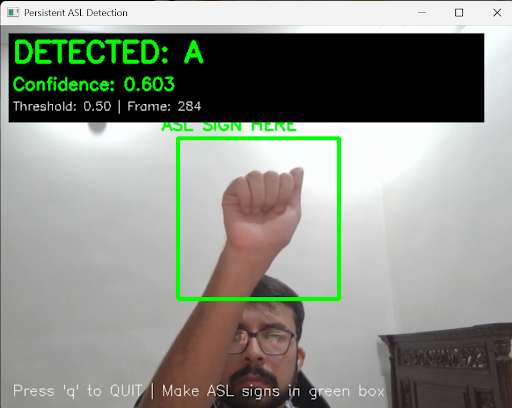 Persistent ASL Detection
DETECTED: A
Confidence: 0.603
Threshold: 0.50 | Frame: 284
ASL SIGN HERE
Press 'q' to QUIT | Make ASL signs in green box